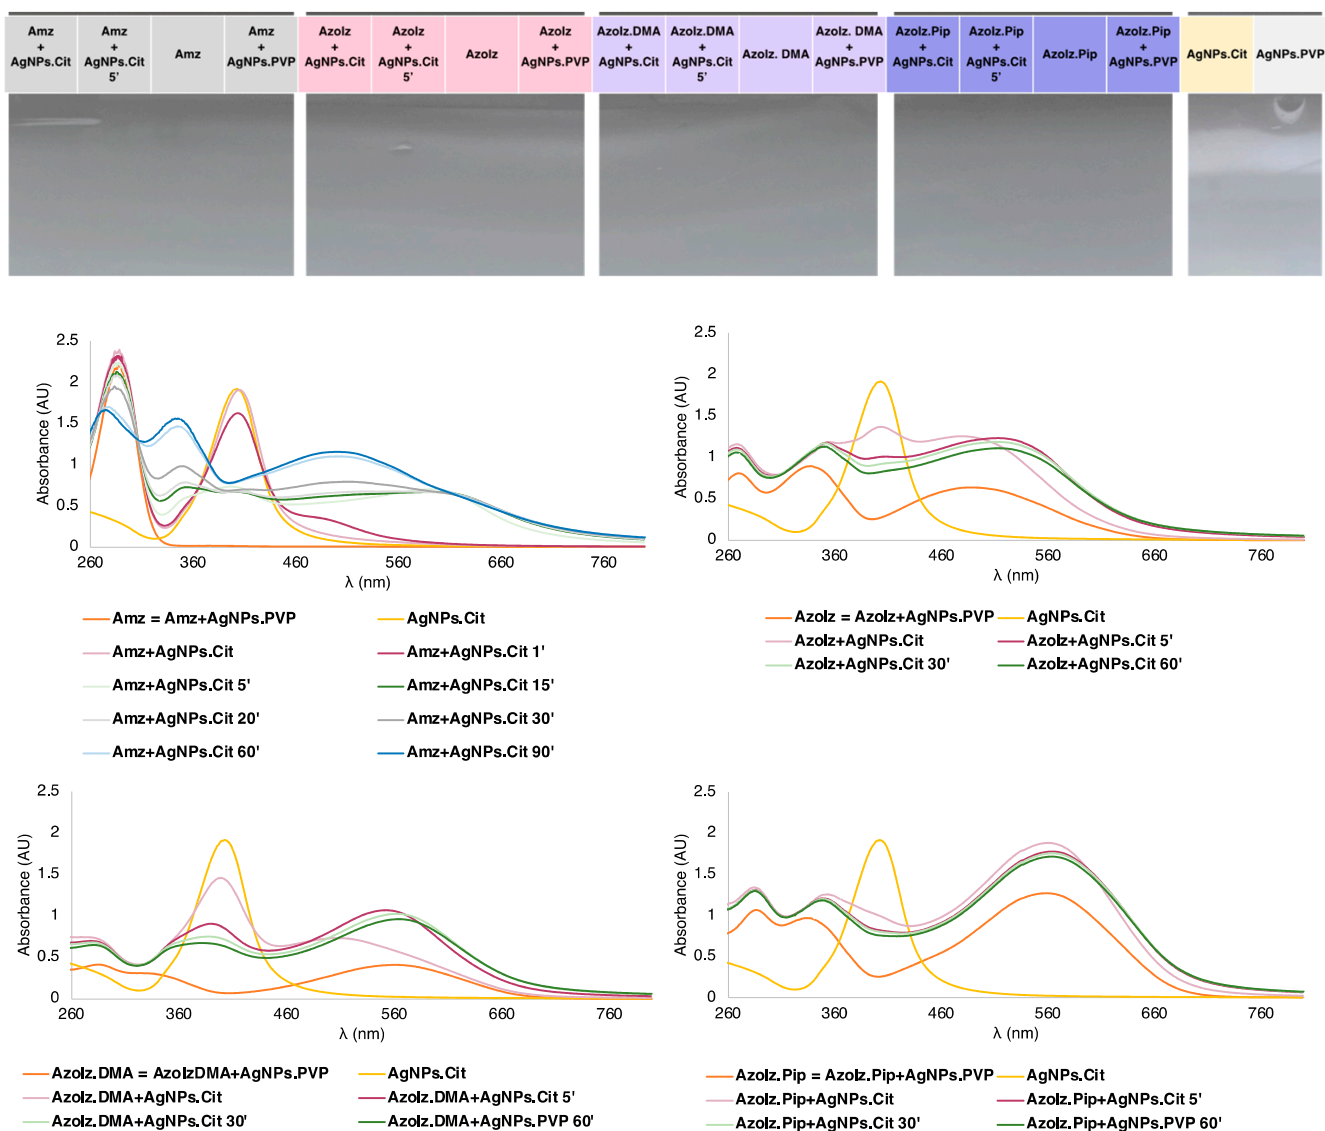 Amz + AgNPs.Cit
Amz + AgNPs.Cit 5'
Amz
Amz + AgNPs.PVP
Azolz + AgNPs.Cit
Azolz + AgNPs.Cit 5'
Azolz
Azolz + AgNPs.PVP
Azolz.DMA + AgNPs.Cit
Azolz.DMA + AgNPs.Cit 5'
Azolz. DMA
Azolz. DMA + AgNPs.PVP
Azolz.Pip + AgNPs.Cit
Azolz.Pip + AgNPs.Cit 5'
Azolz.Pip
Azolz.Pip + AgNPs.PVP
AgNPs.Cit
AgNPs.PVP
Absorbance (AU)
2.5
2
1.5
1
0.5
0
260 360 460 560 660 760
λ (nm)
Amz = Amz+AgNPs.PVP
AgNPs.Cit
Amz+AgNPs.Cit
Amz+AgNPs.Cit 1'
Amz+AgNPs.Cit 5'
Amz+AgNPs.Cit 15'
Amz+AgNPs.Cit 20'
Amz+AgNPs.Cit 30'
Amz+AgNPs.Cit 60'
Amz+AgNPs.Cit 90'
Absorbance (AU)
2.5
2
1.5
1
0.5
0
260 360 460 560 660 760
λ (nm)
Azolz = Azolz+AgNPs.PVP
AgNPs.Cit
Azolz+AgNPs.Cit
Azolz+AgNPs.Cit 5'
Azolz+AgNPs.Cit 30'
Azolz+AgNPs.Cit 60'
Absorbance (AU)
2.5
2
1.5
1
0.5
0
260 360 460 560 660 760
λ (nm)
Azolz.DMA = AzolzDMA+AgNPs.PVP
AgNPs.Cit
Azolz.DMA+AgNPs.Cit
Azolz.DMA+AgNPs.Cit 5'
Azolz.DMA+AgNPs.Cit 30'
Azolz.DMA+AgNPs.PVP 60'
Absorbance (AU)
2.5
2
1.5
1
0.5
0
260 360 460 560 660 760
λ (nm)
Azolz.Pip = Azolz.Pip+AgNPs.PVP
AgNPs.Cit
Azolz.Pip+AgNPs.Cit
Azolz.Pip+AgNPs.Cit 5'
Azolz.Pip+AgNPs.Cit 30'
Azolz.Pip+AgNPs.PVP 60'